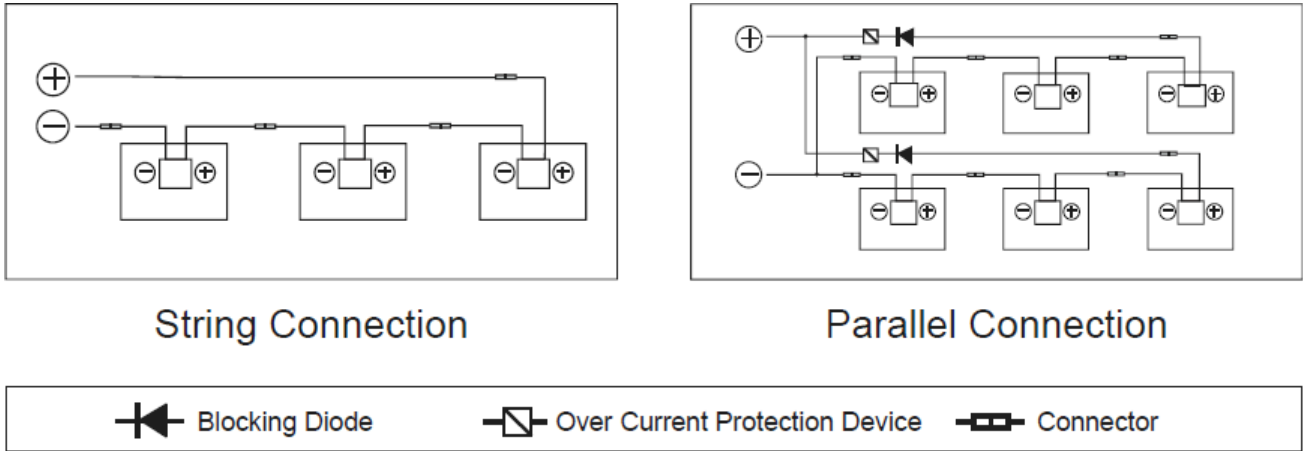 String Connection
Parallel Connection
Blocking Diode
Over Current Protection Device
Connector